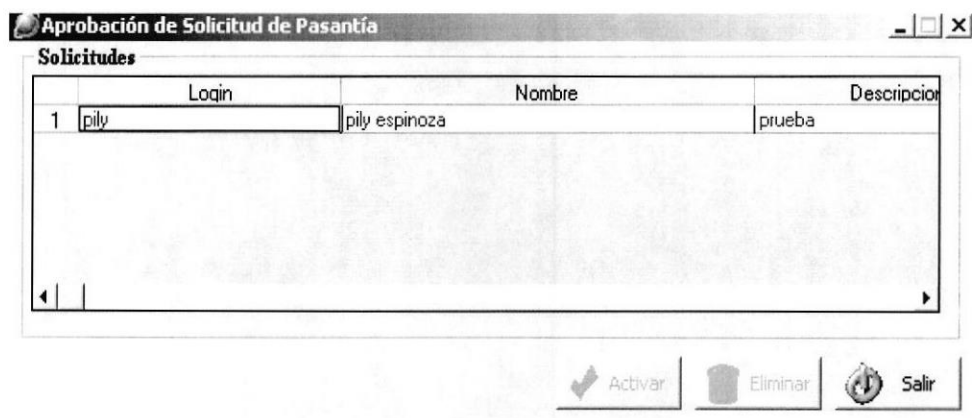 Aprobación de Solicitud de Pasantía
Solicitudes
Login Nombre Descripcion
1 pily pily espinoza prueba
Activar Eliminar Salir